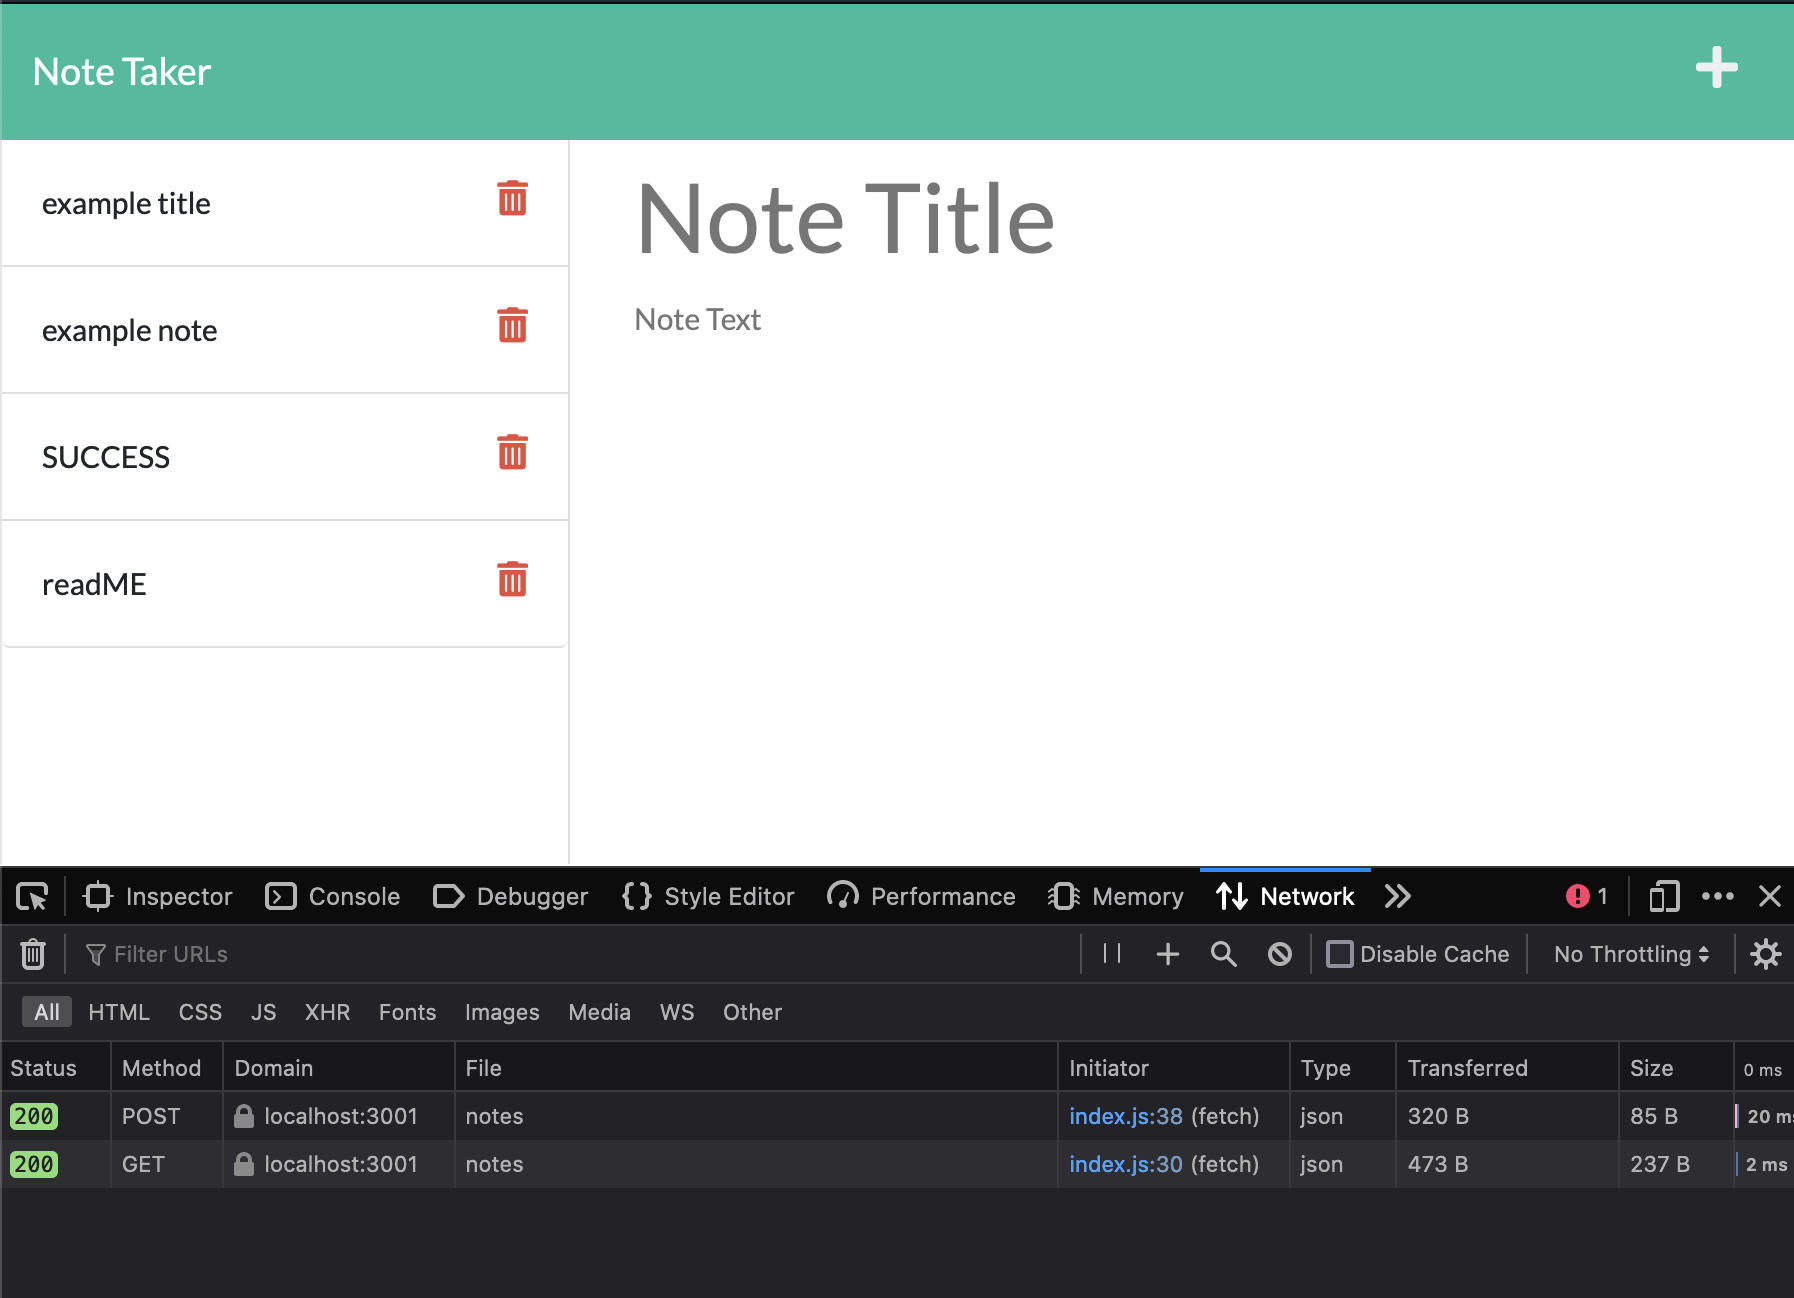 Note Taker
example title
example note
SUCCESS
readME
Note Title
Note Text
Inspector Console Debugger Style Editor Performance Memory Network 1
Filter URLs Disable Cache No Throttling
All HTML CSS JS XHR Fonts Images Media WS Other
Status Method Domain File Initiator Type Transferred Size 0 ms
200 POST localhost:3001 notes index.js:38 (fetch) json 320 B 85 B 20 ms
200 GET localhost:3001 notes index.js:30 (fetch) json 473 B 237 B 2 ms